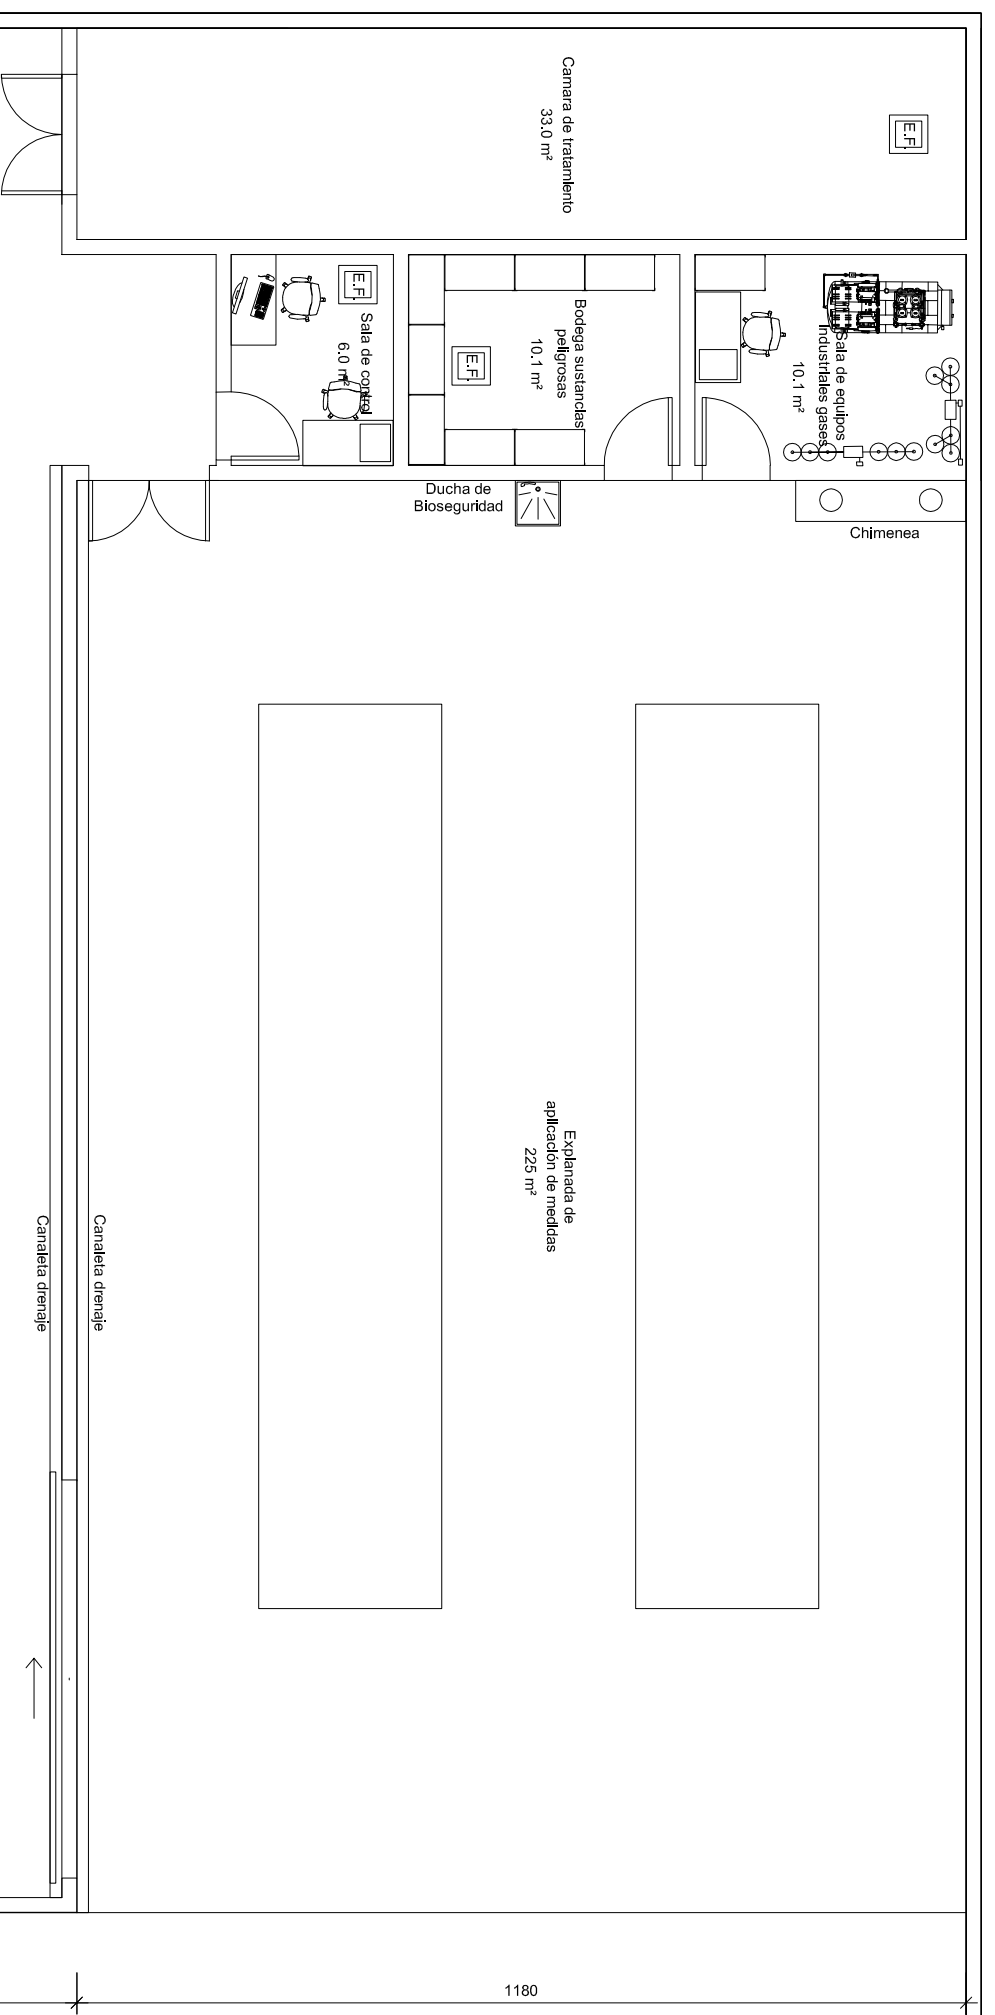 Camara de tratamiento
33.0 m²
E.F.
E.F.
Sala de control
6.0 m²
Bodega sustancias
peligrosas
10.1 m²
E.F.
Sala de equipos
Industriales gases
10.1 m²
Ducha de
Bioseguridad
Chimenea
Explanada de
aplicación de medidas
225 m²
Canaleta drenaje
Canaleta drenaje
1180